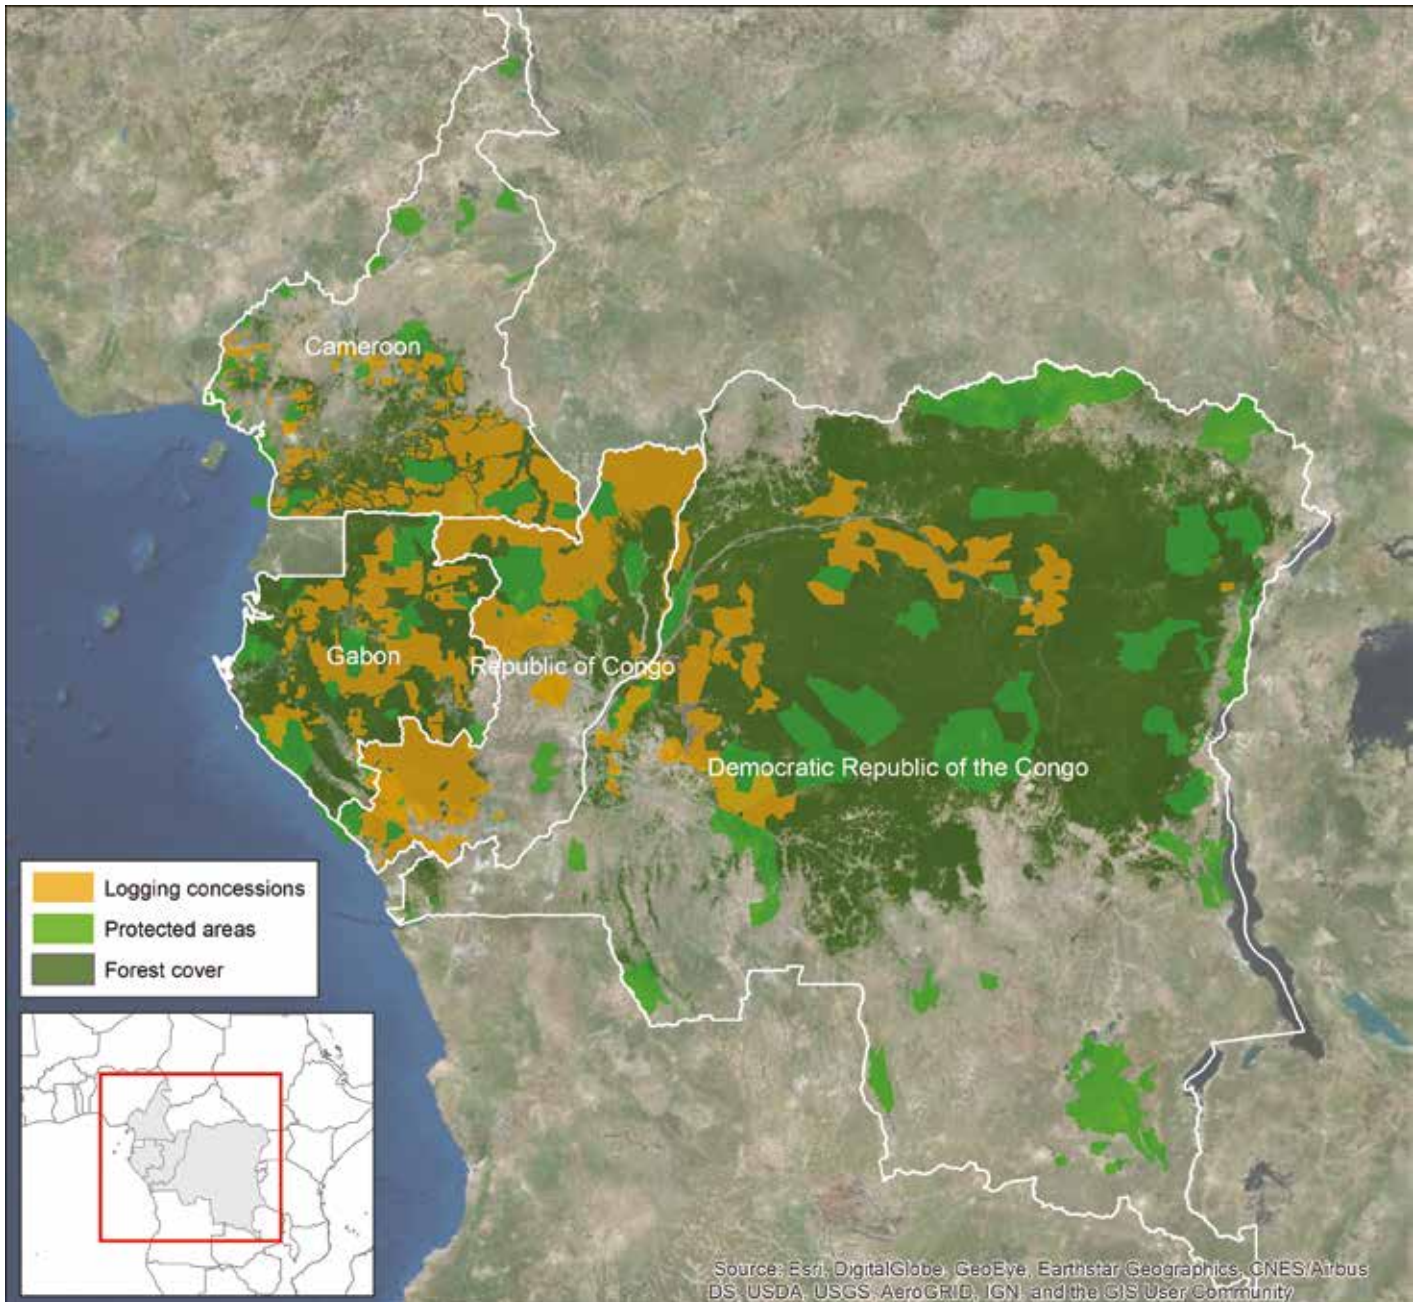 Cameroon
Gabon
Republic of Congo
Democratic Republic of the Congo
Logging concessions
Protected areas
Forest cover
Source: Esri, DigitalGlobe, GeoEye, Earthstar Geographics, CNES/Airbus
DS, USDA, USGS, AeroGRID, IGN, and the GIS User Community